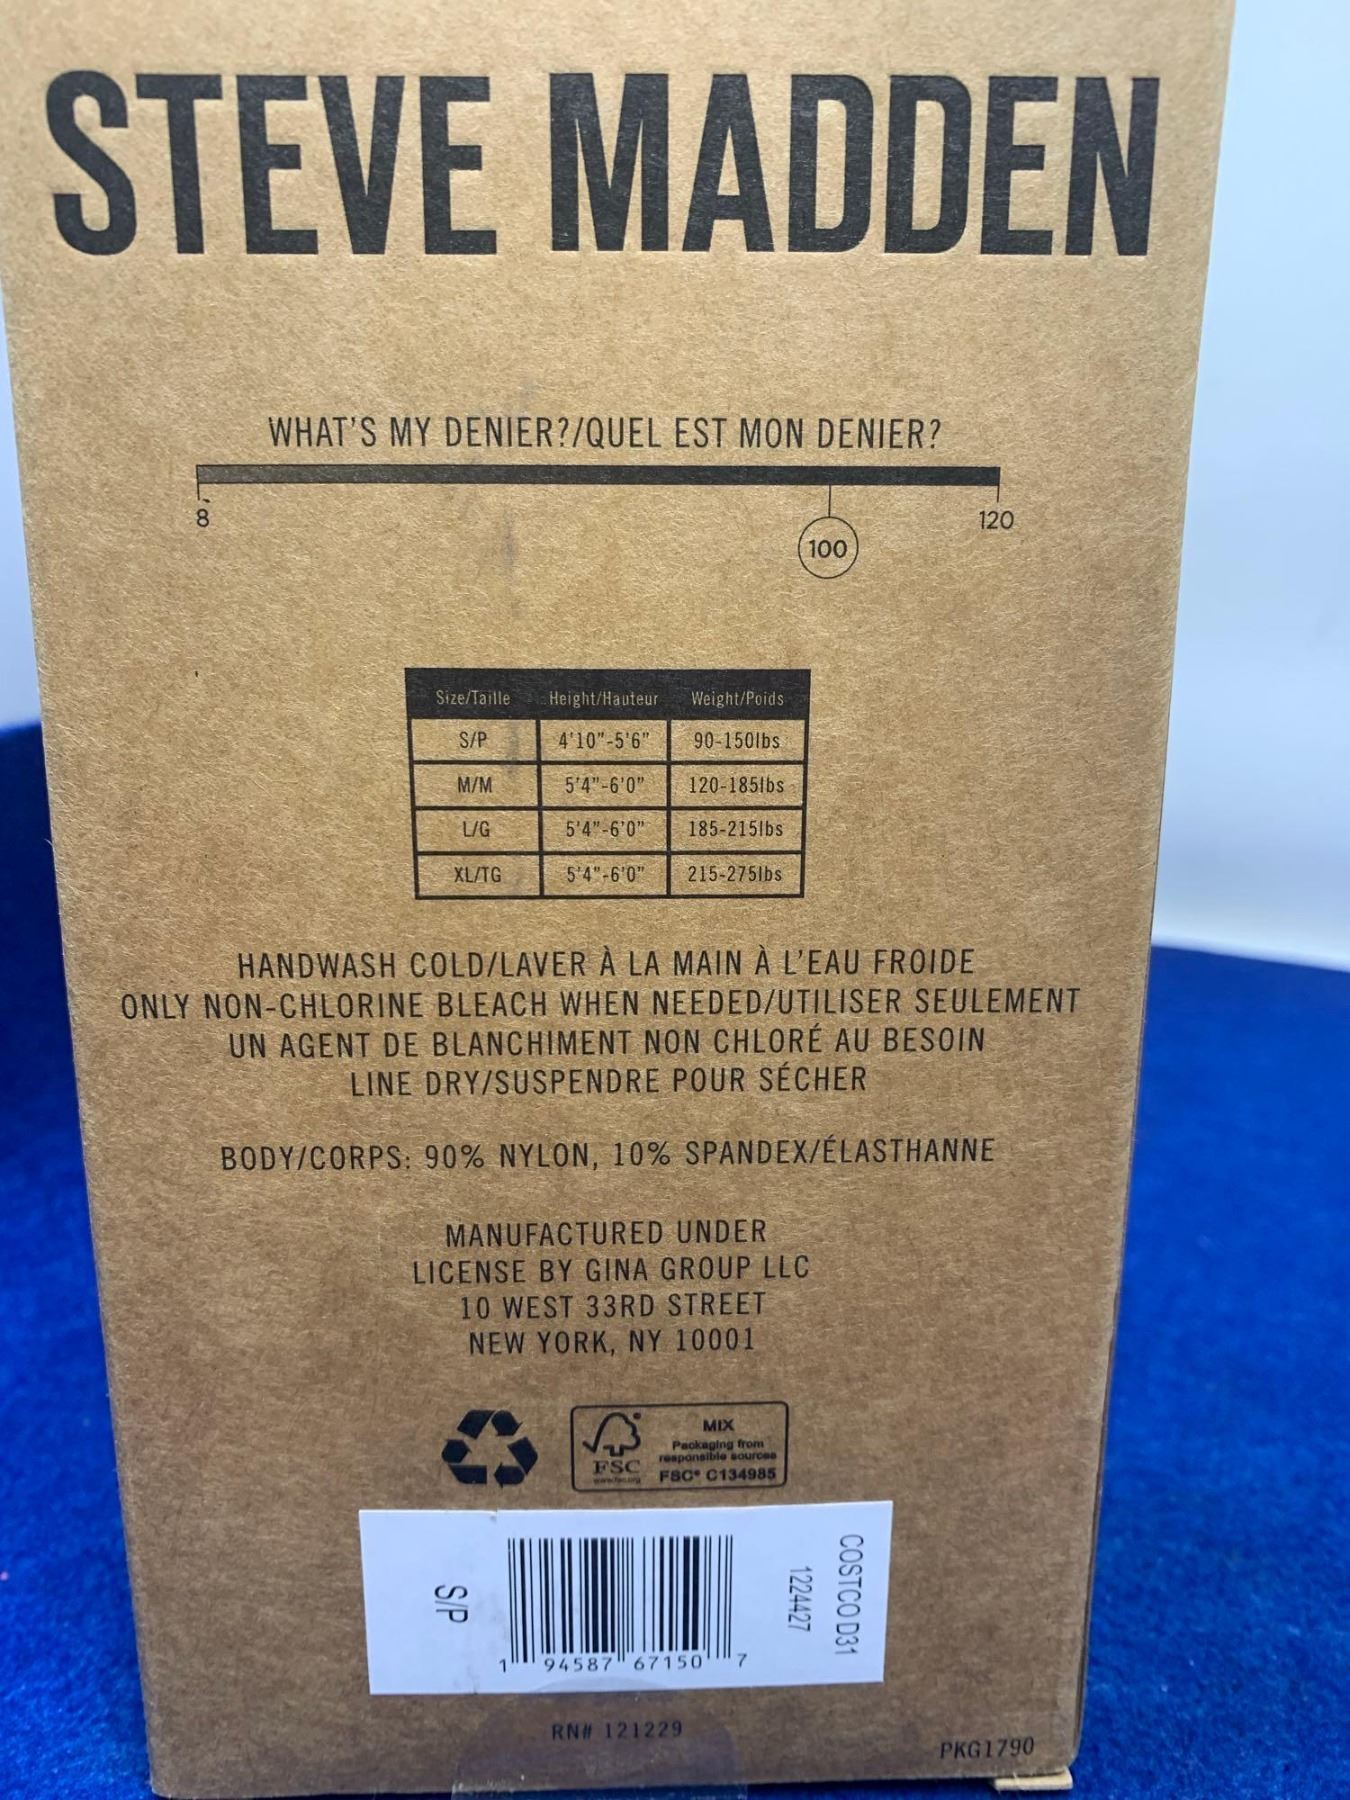 STEVE MADDEN
WHAT'S MY DENIER?/QUEL EST MON DENIER?
8 120
100
Size/Taille Height/Hauteur Weight/Poids
S/P 4'10"-5'6" 90-150lbs
M/M 5'4"-6'0" 120-185lbs
L/G 5'4"-6'0" 185-215lbs
XL/TG 5'4"-6'0" 215-275lbs
HANDWASH COLD/LAVER À LA MAIN À L'EAU FROIDE
ONLY NON-CHLORINE BLEACH WHEN NEEDED/UTILISER SEULEMENT
UN AGENT DE BLANCHIMENT NON CHLORÉ AU BESOIN
LINE DRY/SUSPENDRE POUR SÉCHER
BODY/CORPS: 90% NYLON, 10% SPANDEX/ÉLASTHANNE
MANUFACTURED UNDER
LICENSE BY GINA GROUP LLC
10 WEST 33RD STREET
NEW YORK, NY 10001
FSC
www.fsc.org
MIX
Packaging from
responsible sources
FSC® C134985
COSTCO D31
1224427
S/P
1 94587 67150 7
RN# 121229
PKG1790